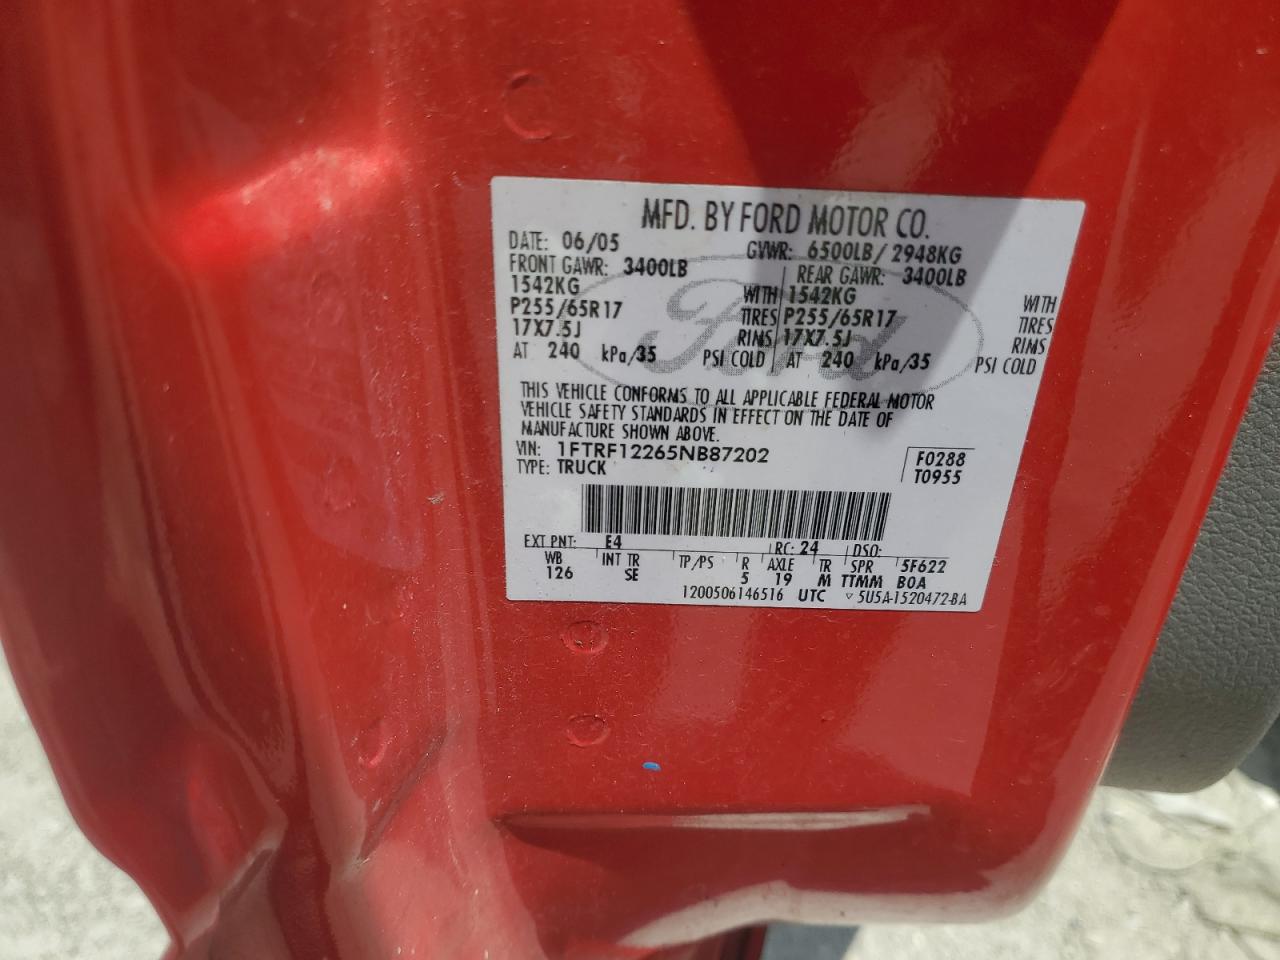 MFD. BY FORD MOTOR CO.
DATE: 06/05 GVWR: 6500LB/ 2948KG
FRONT GAWR: 3400LB REAR GAWR: 3400LB
1542KG WITH 1542KG WITH
P255/65R17 TIRES P255/65R17 TIRES
17X7.5J RIMS 17X7.5J RIMS
AT 240 kPa/35 PSI COLD AT 240 kPa/35 PSI COLD
Ford
THIS VEHICLE CONFORMS TO ALL APPLICABLE FEDERAL MOTOR
VEHICLE SAFETY STANDARDS IN EFFECT ON THE DATE OF
MANUFACTURE SHOWN ABOVE.
VIN: 1FTRF12265NB87202 F0288
TYPE: TRUCK T0955
EXT PNT: E4 RC: 24 DSO:
WB INT TR TP/PS R AXLE TR SPR 5F622
126 SE 5 19 M TTMM BOA
1200506146516 UTC ▽ 5U5A-1520472-BA